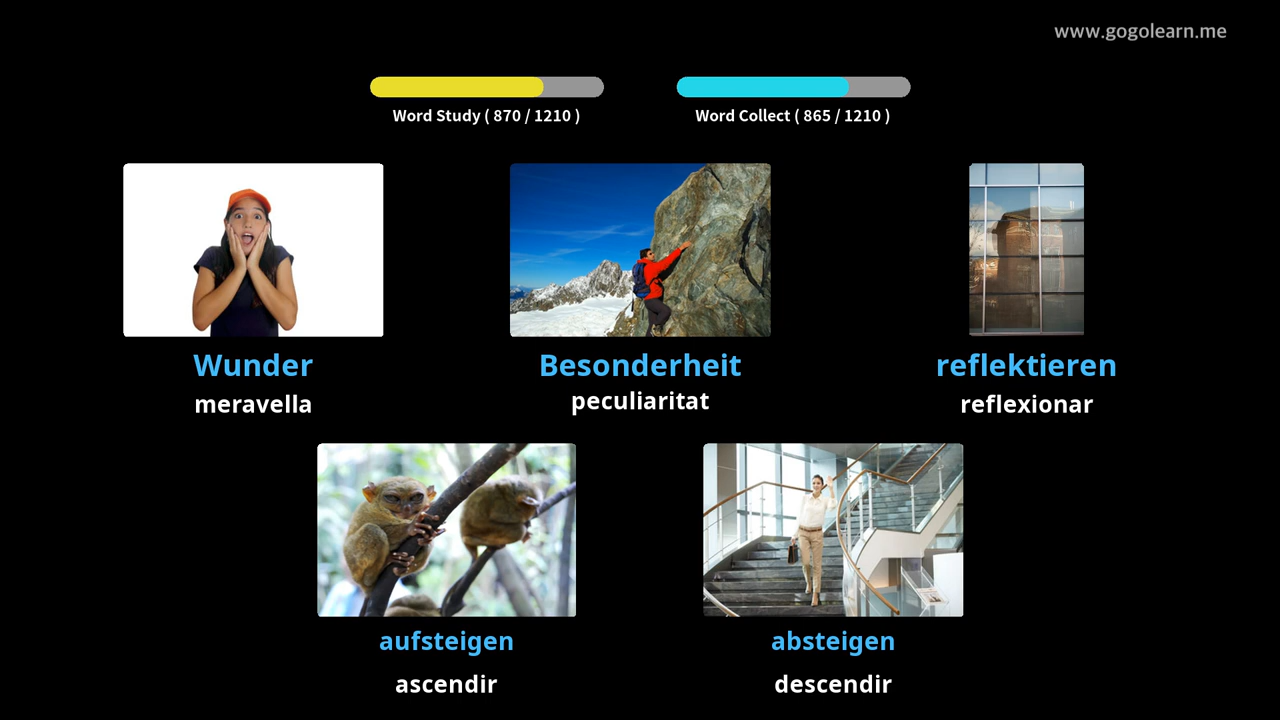 www.gogolearn.me
Word Study ( 870 / 1210 )
Word Collect ( 865 / 1210 )
Wunder
meravella
Besonderheit
peculiaritat
reflektieren
reflexionar
aufsteigen
ascendir
absteigen
descendir